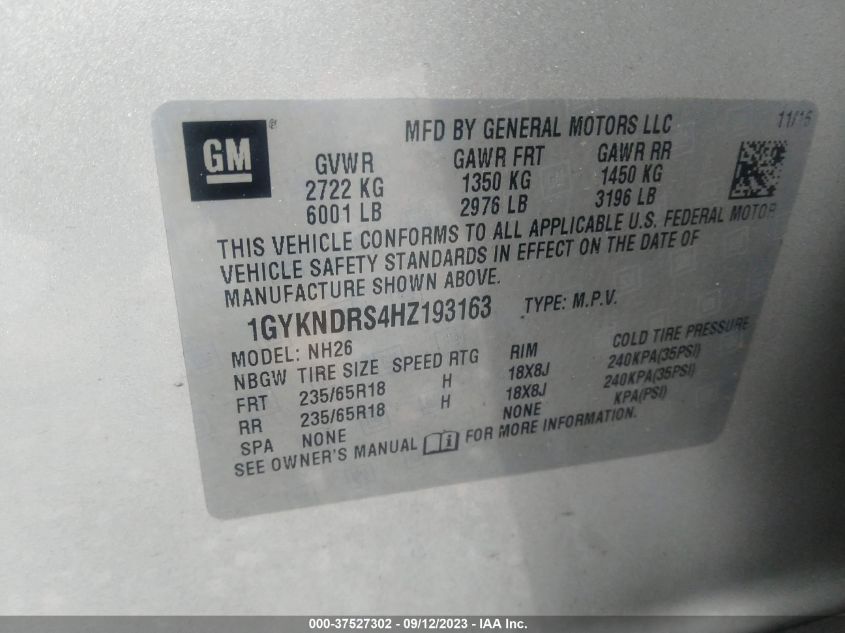 GM ®
MFD BY GENERAL MOTORS LLC
11/16
GVWR GAWR FRT GAWR RR
2722 KG 1350 KG 1450 KG
6001 LB 2976 LB 3196 LB
THIS VEHICLE CONFORMS TO ALL APPLICABLE U.S. FEDERAL MOTOR
VEHICLE SAFETY STANDARDS IN EFFECT ON THE DATE OF
MANUFACTURE SHOWN ABOVE.
1GYKNDRS4HZ193163 TYPE: M.P.V.
MODEL: NH26
NBGW TIRE SIZE SPEED RTG RIM COLD TIRE PRESSURE
FRT 235/65R18 H 18X8J 240KPA(35PSI)
RR 235/65R18 H 18X8J 240KPA(35PSI)
SPA NONE NONE KPA(PSI)
SEE OWNER'S MANUAL FOR MORE INFORMATION.
000-37527302 - 09/12/2023 - IAA Inc.